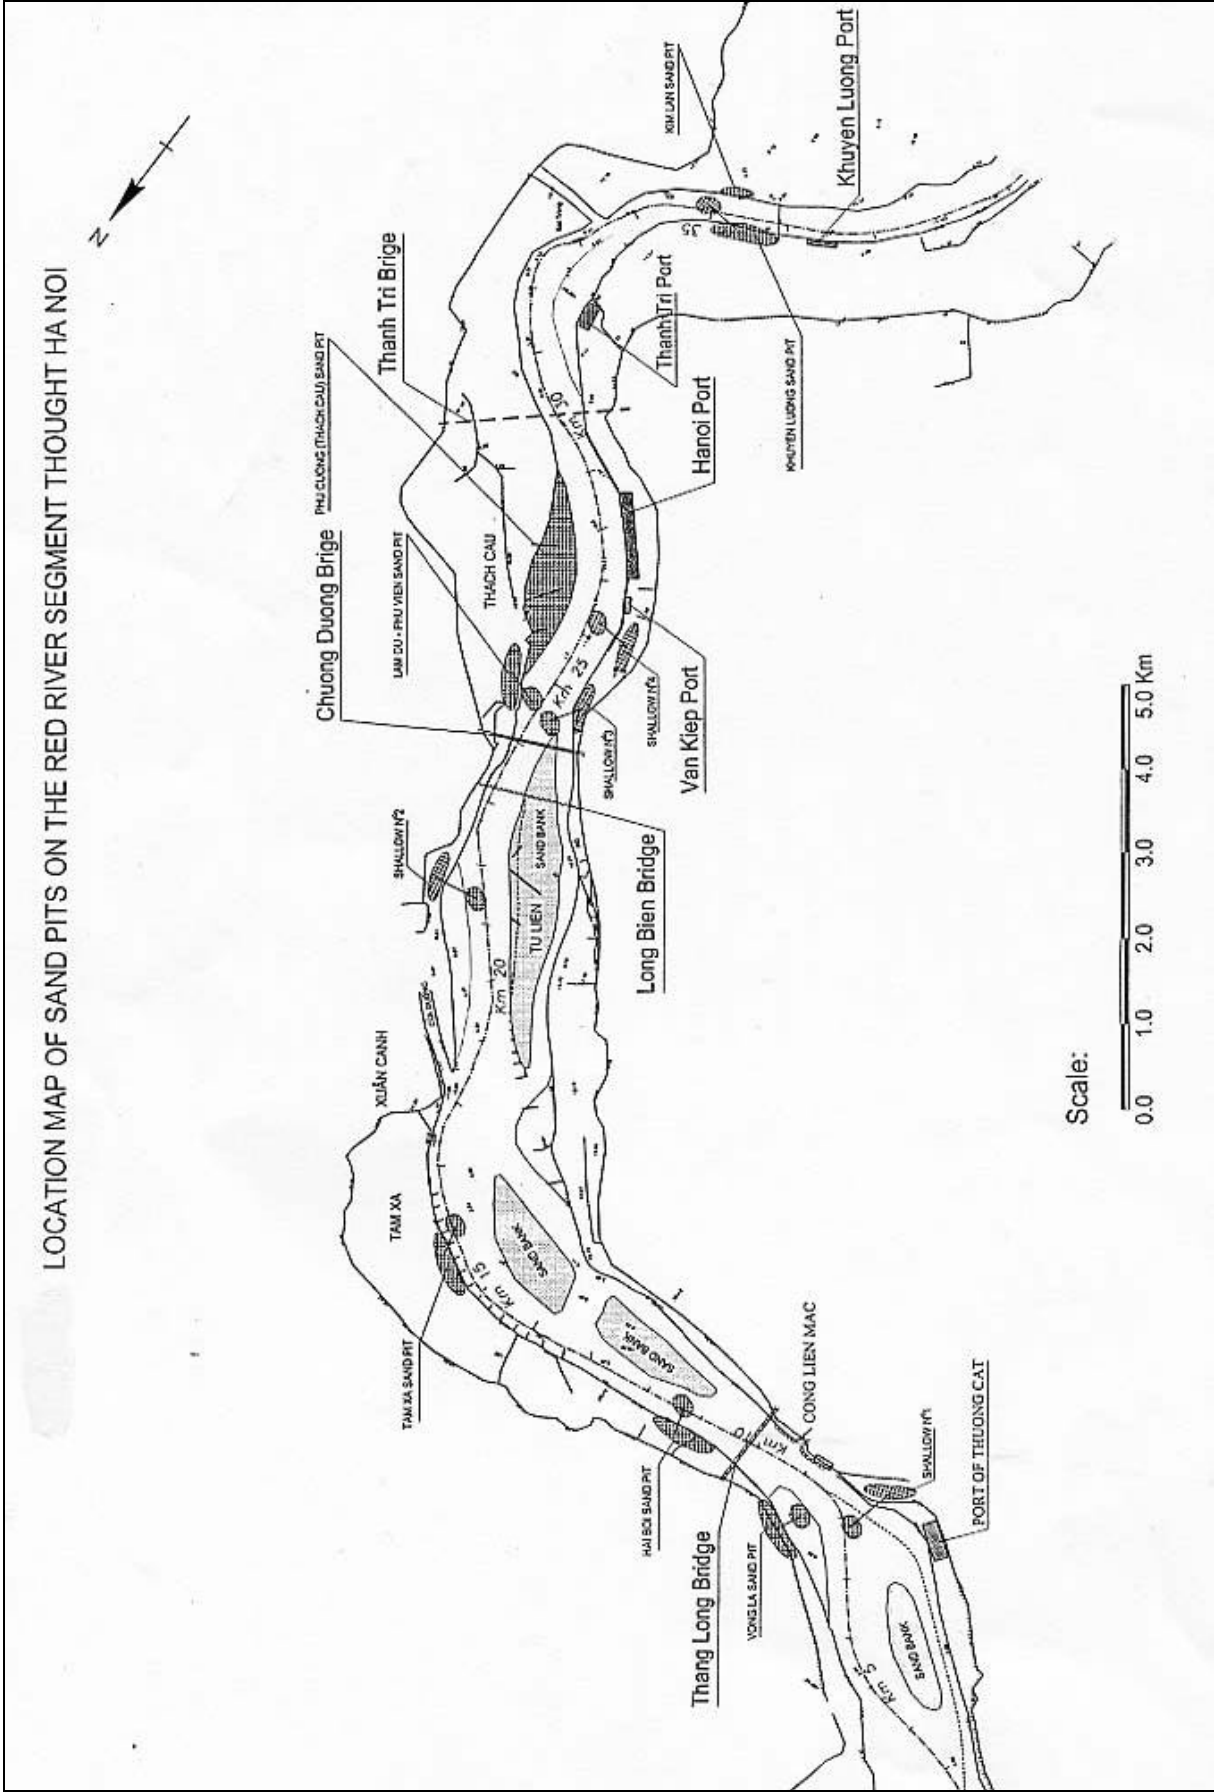 LOCATION MAP OF SAND PITS ON THE RED RIVER SEGMENT THOUGHT HA NOI
N
KIM LAN SAND PIT
Khuyen Luong Port
Thanh Tri Brige
35
Thanh Tri Port
PHU CUONG (THACH CAU) SAND PIT
KHUYEN LUONG SAND PIT
Km 30
Hanoi Port
Chuong Duong Brige
LAM DU - PHU VIEN SAND PIT
THACH CAU
Km 25
SHALLOW Nº4
Van Kiep Port
SHALLOW Nº3
SHALLOW Nº2
SAND BANK
TU LIEN
Long Bien Bridge
Km 20
XUÂN CANH
TAM XA
SAND BANK
Km 15
TAM XA SAND PIT
SAND BANK
CONG LIEN MAC
Km 10
HAI BOI SAND PIT
SHALLOW Nº1
PORT OF THUONG CAT
VONG LA SAND PIT
Thang Long Bridge
SAND BANK
Km 5
Scale:
0.0 1.0 2.0 3.0 4.0 5.0 Km